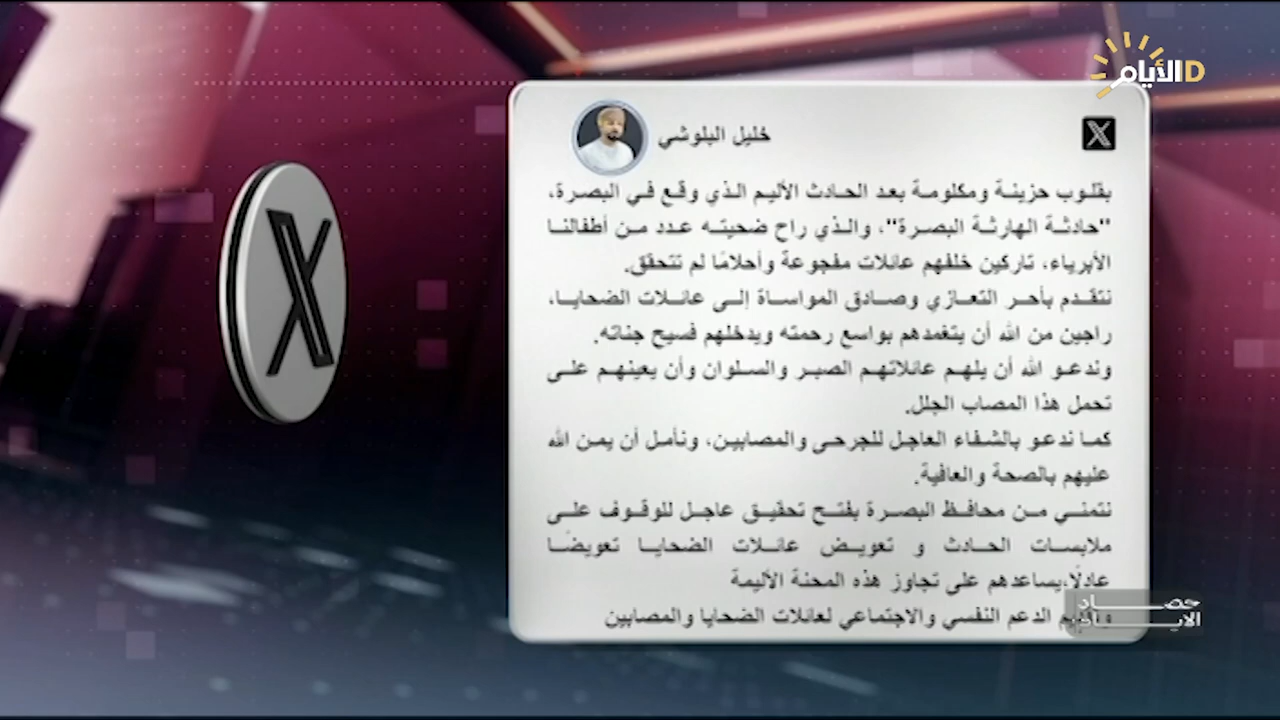 الأيام
خليل البلوشي
بقلوب حزينة ومكلومة بعد الحادث الأليم الذي وقع في البصرة،
"حادثة الهارثة البصرة"، والذي راح ضحيته عدد من أطفالنا
الأبرياء، تاركين خلفهم عائلات مفجوعة وأحلامًا لم تتحقق.
نتقدم بأحر التعازي وصادق المواساة إلى عائلات الضحايا،
راجين من الله أن يتغمدهم بواسع رحمته ويدخلهم فسيح جناته.
وندعو الله أن يلهم عائلاتهم الصبر والسلوان وأن يعينهم على
تحمل هذا المصاب الجلل.
كما ندعو بالشفاء العاجل للجرحى والمصابين، ونأمل أن يمن الله
عليهم بالصحة والعافية.
نتمنى من محافظ البصرة بفتح تحقيق عاجل للوقوف على
ملابسات الحادث و تعويض عائلات الضحايا تعويضًا
عادلًا،يساعدهم على تجاوز هذه المحنة الأليمة
الدعم النفسي والاجتماعي لعائلات الضحايا والمصابين
حصاد
الايام